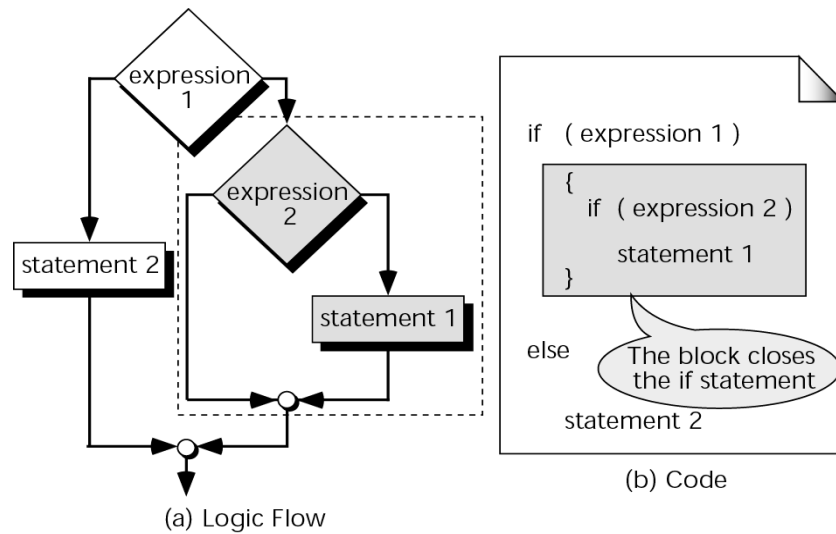 expression
1
expression
2
statement 2
statement 1
(a) Logic Flow
if ( expression 1 )
{
if ( expression 2 )
statement 1
}
else
The block closes
the if statement
statement 2
(b) Code